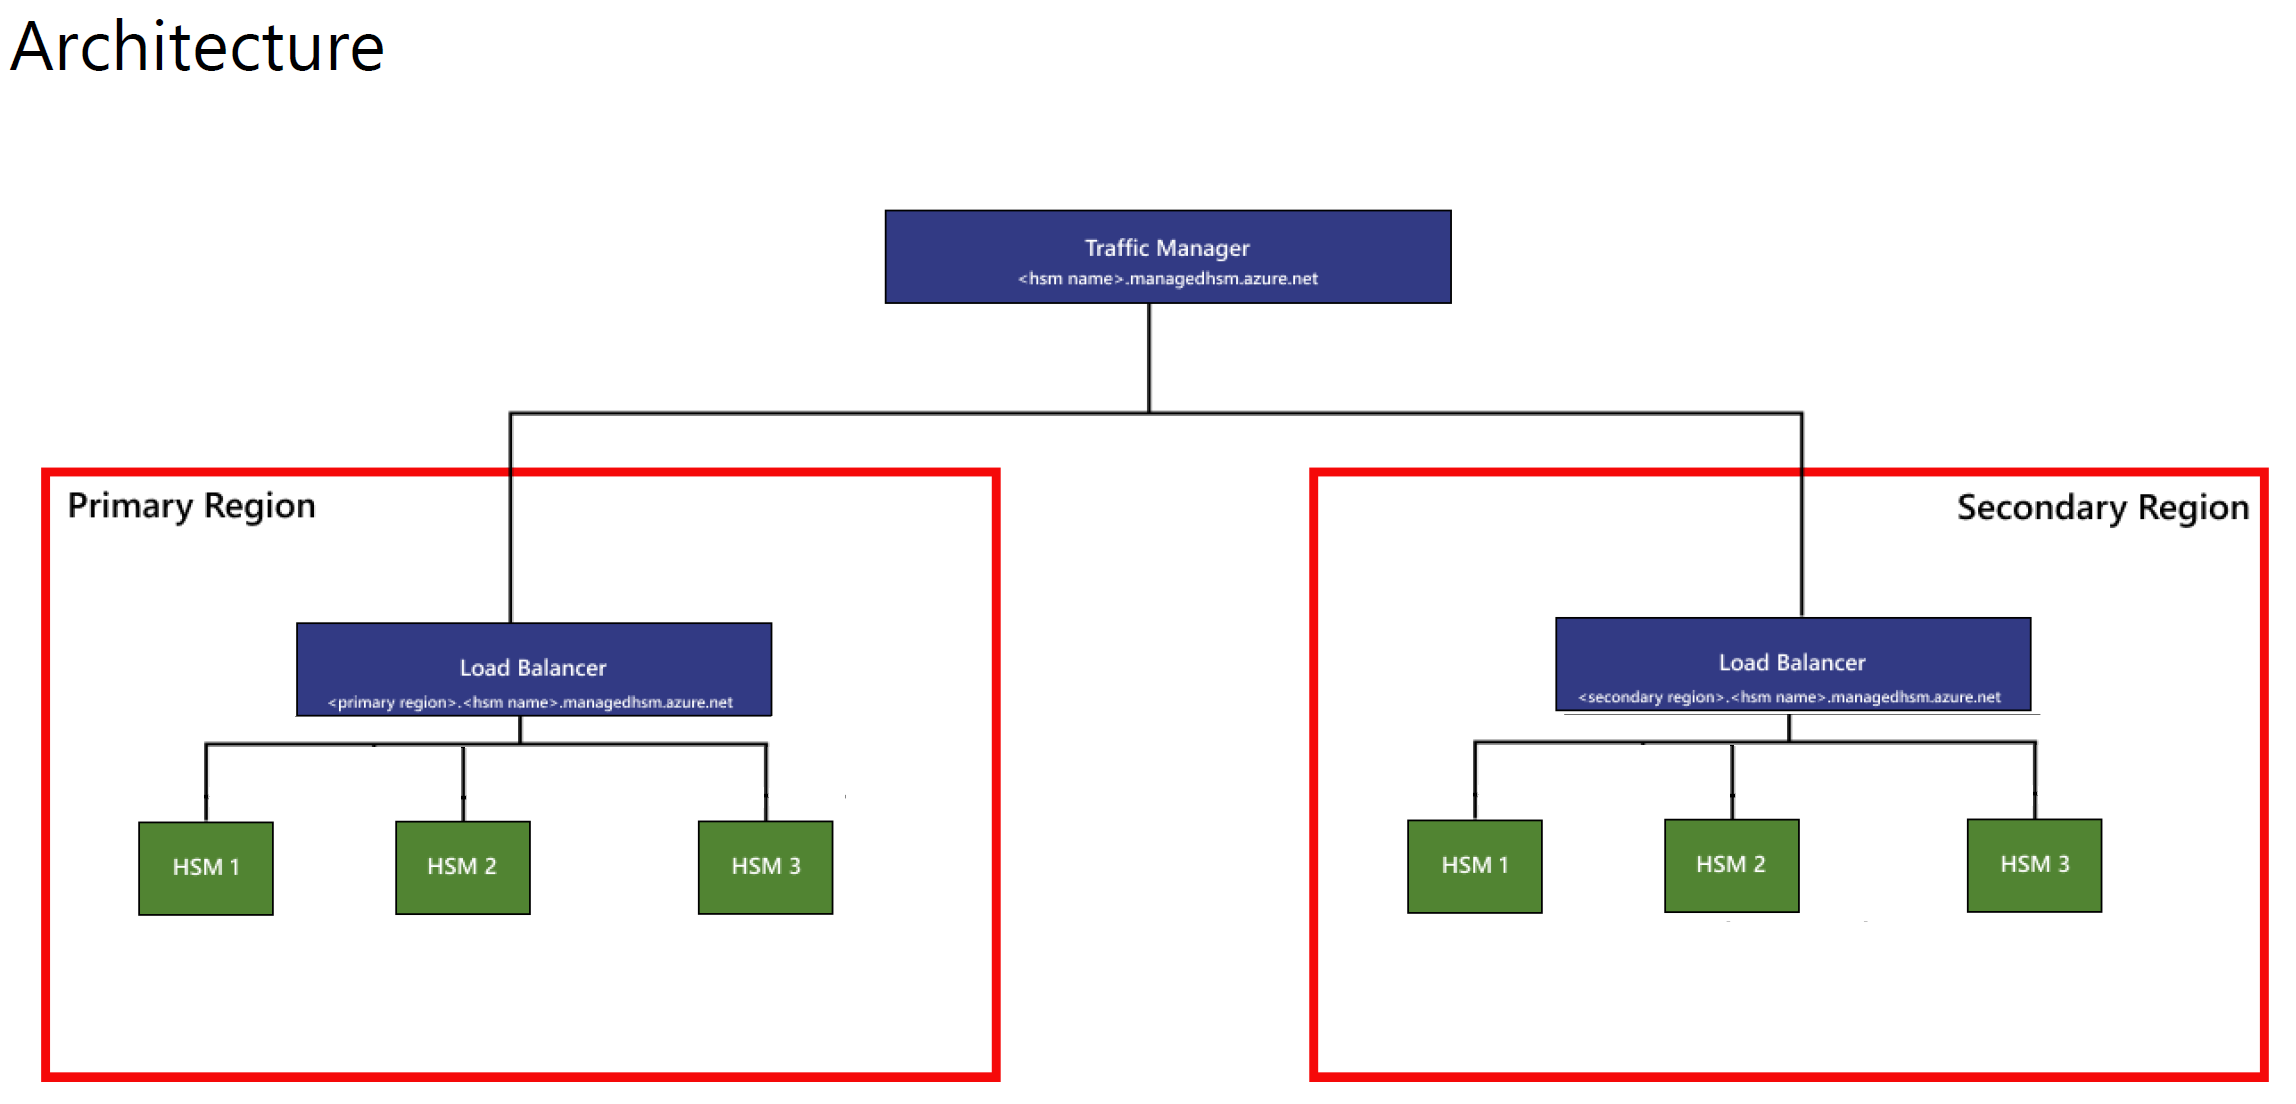 Architecture
Traffic Manager
<hsm name>.managedhsm.azure.net
Primary Region
Secondary Region
Load Balancer
<primary region>.<hsm name>.managedhsm.azure.net
Load Balancer
<secondary region>.<hsm name>.managedhsm.azure.net
HSM 1
HSM 2
HSM 3
HSM 1
HSM 2
HSM 3